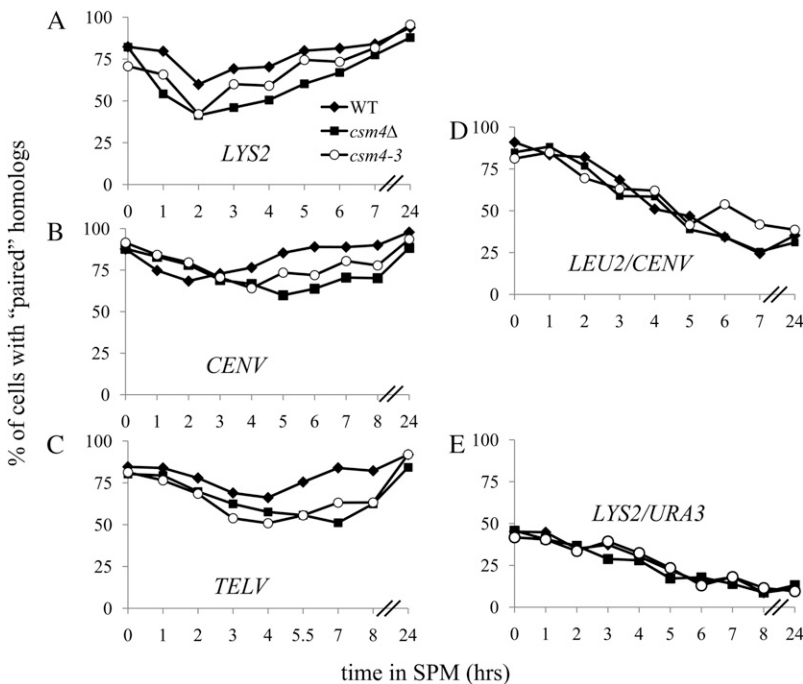 % of cells with “paired” homologs
A
100
75
50
25
0
WT
csm4Δ
csm4-3
LYS2
0 1 2 3 4 5 6 7 24
B
100
75
50
25
0
CENV
0 1 2 3 4 5 6 7 8 24
C
100
75
50
25
0
TELV
0 1 2 3 4 5.5 7 8 24
D
100
75
50
25
0
LEU2/CENV
0 1 2 3 4 5 6 7 24
E
100
75
50
25
0
LYS2/URA3
0 1 2 3 4 5 6 7 8 24
time in SPM (hrs)